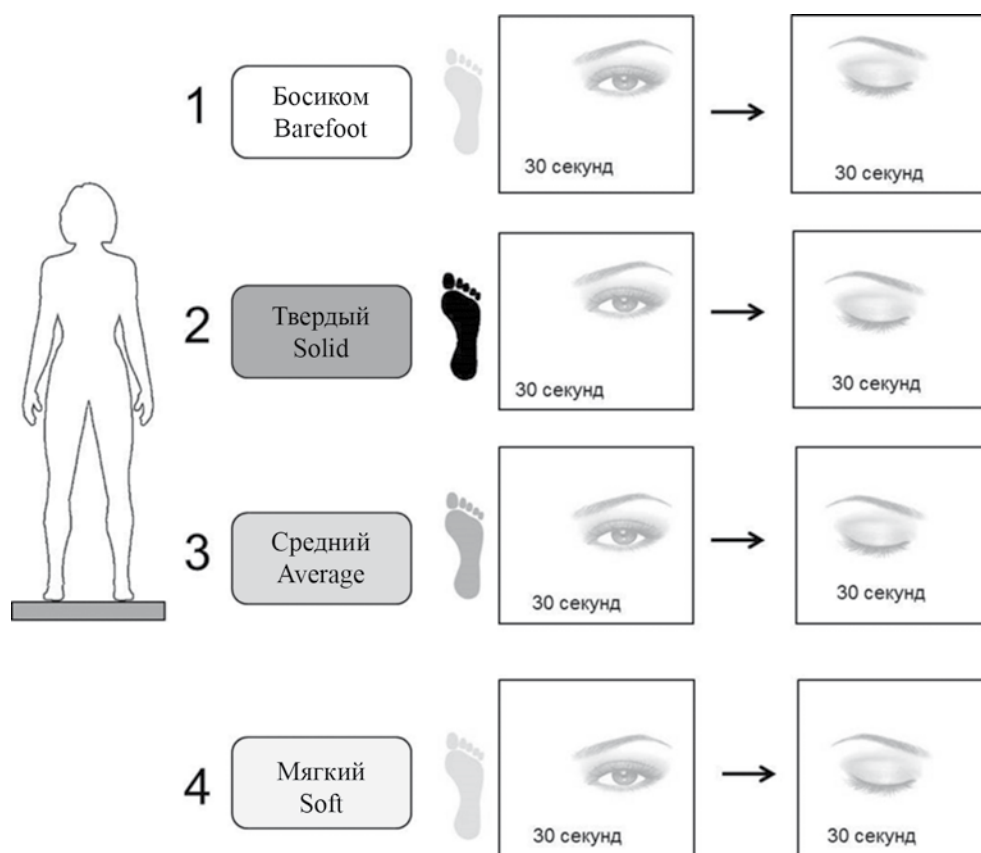 1
Босиком
Barefoot
30 секунд
30 секунд
2
Твердый
Solid
30 секунд
30 секунд
3
Средний
Average
30 секунд
30 секунд
4
Мягкий
Soft
30 секунд
30 секунд